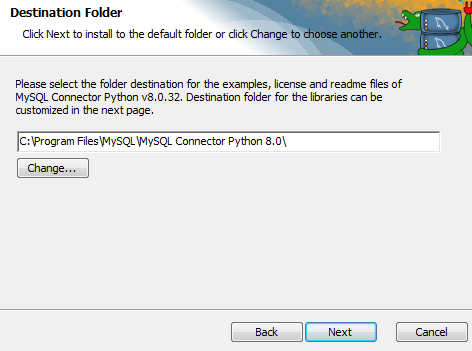 Destination Folder
Click Next to install to the default folder or click Change to choose another.
Please select the folder destination for the examples, license and readme files of
MySQL Connector Python v8.0.32. Destination folder for the libraries can be
customized in the next page.
C:\Program Files\MySQL\MySQL Connector Python 8.0\
Change...
Back
Next
Cancel